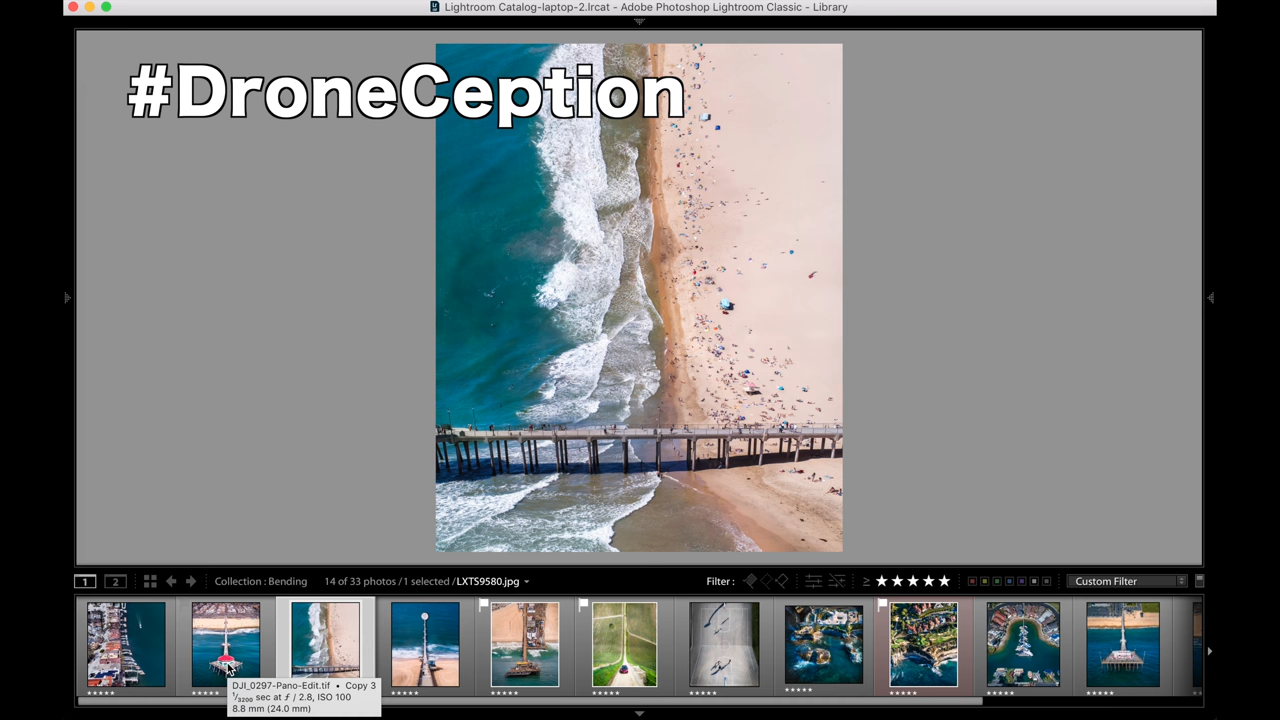 Lightroom Catalog-laptop-2.lrcat - Adobe Photoshop Lightroom Classic - Library
#DroneCeption
1 2 Collection : Bending 14 of 33 photos / 1 selected / LXTS9580.jpg Filter : ≥ ★★★★★ Custom Filter
DJI_0297-Pano-Edit.tif • Copy 3
1/3200 sec at ƒ / 2.8, ISO 100
8.8 mm (24.0 mm)